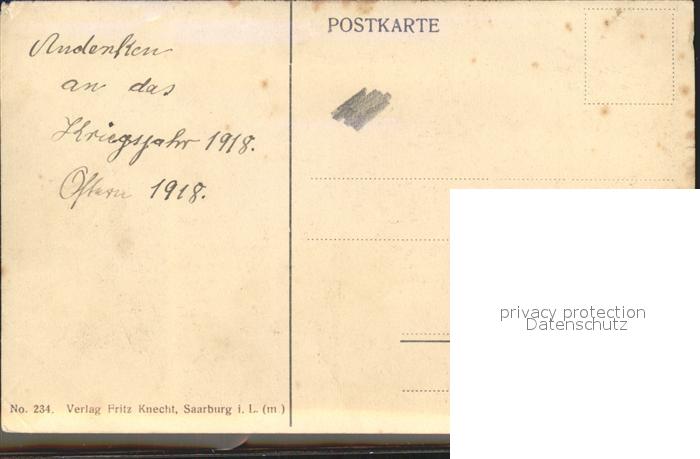 POSTKARTE
Andenken
an das
Kriegsjahr 1918.
Ostern 1918.
privacy protection
Datenschutz
No. 234. Verlag Fritz Knecht, Saarburg i. L. (m)